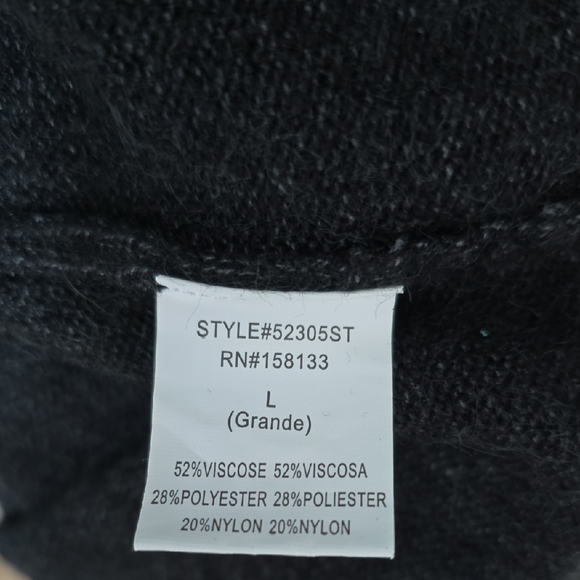 STYLE#52305ST
RN#158133
L
(Grande)
52%VISCOSE 52%VISCOSA
28%POLYESTER 28%POLIESTER
20%NYLON 20%NYLON